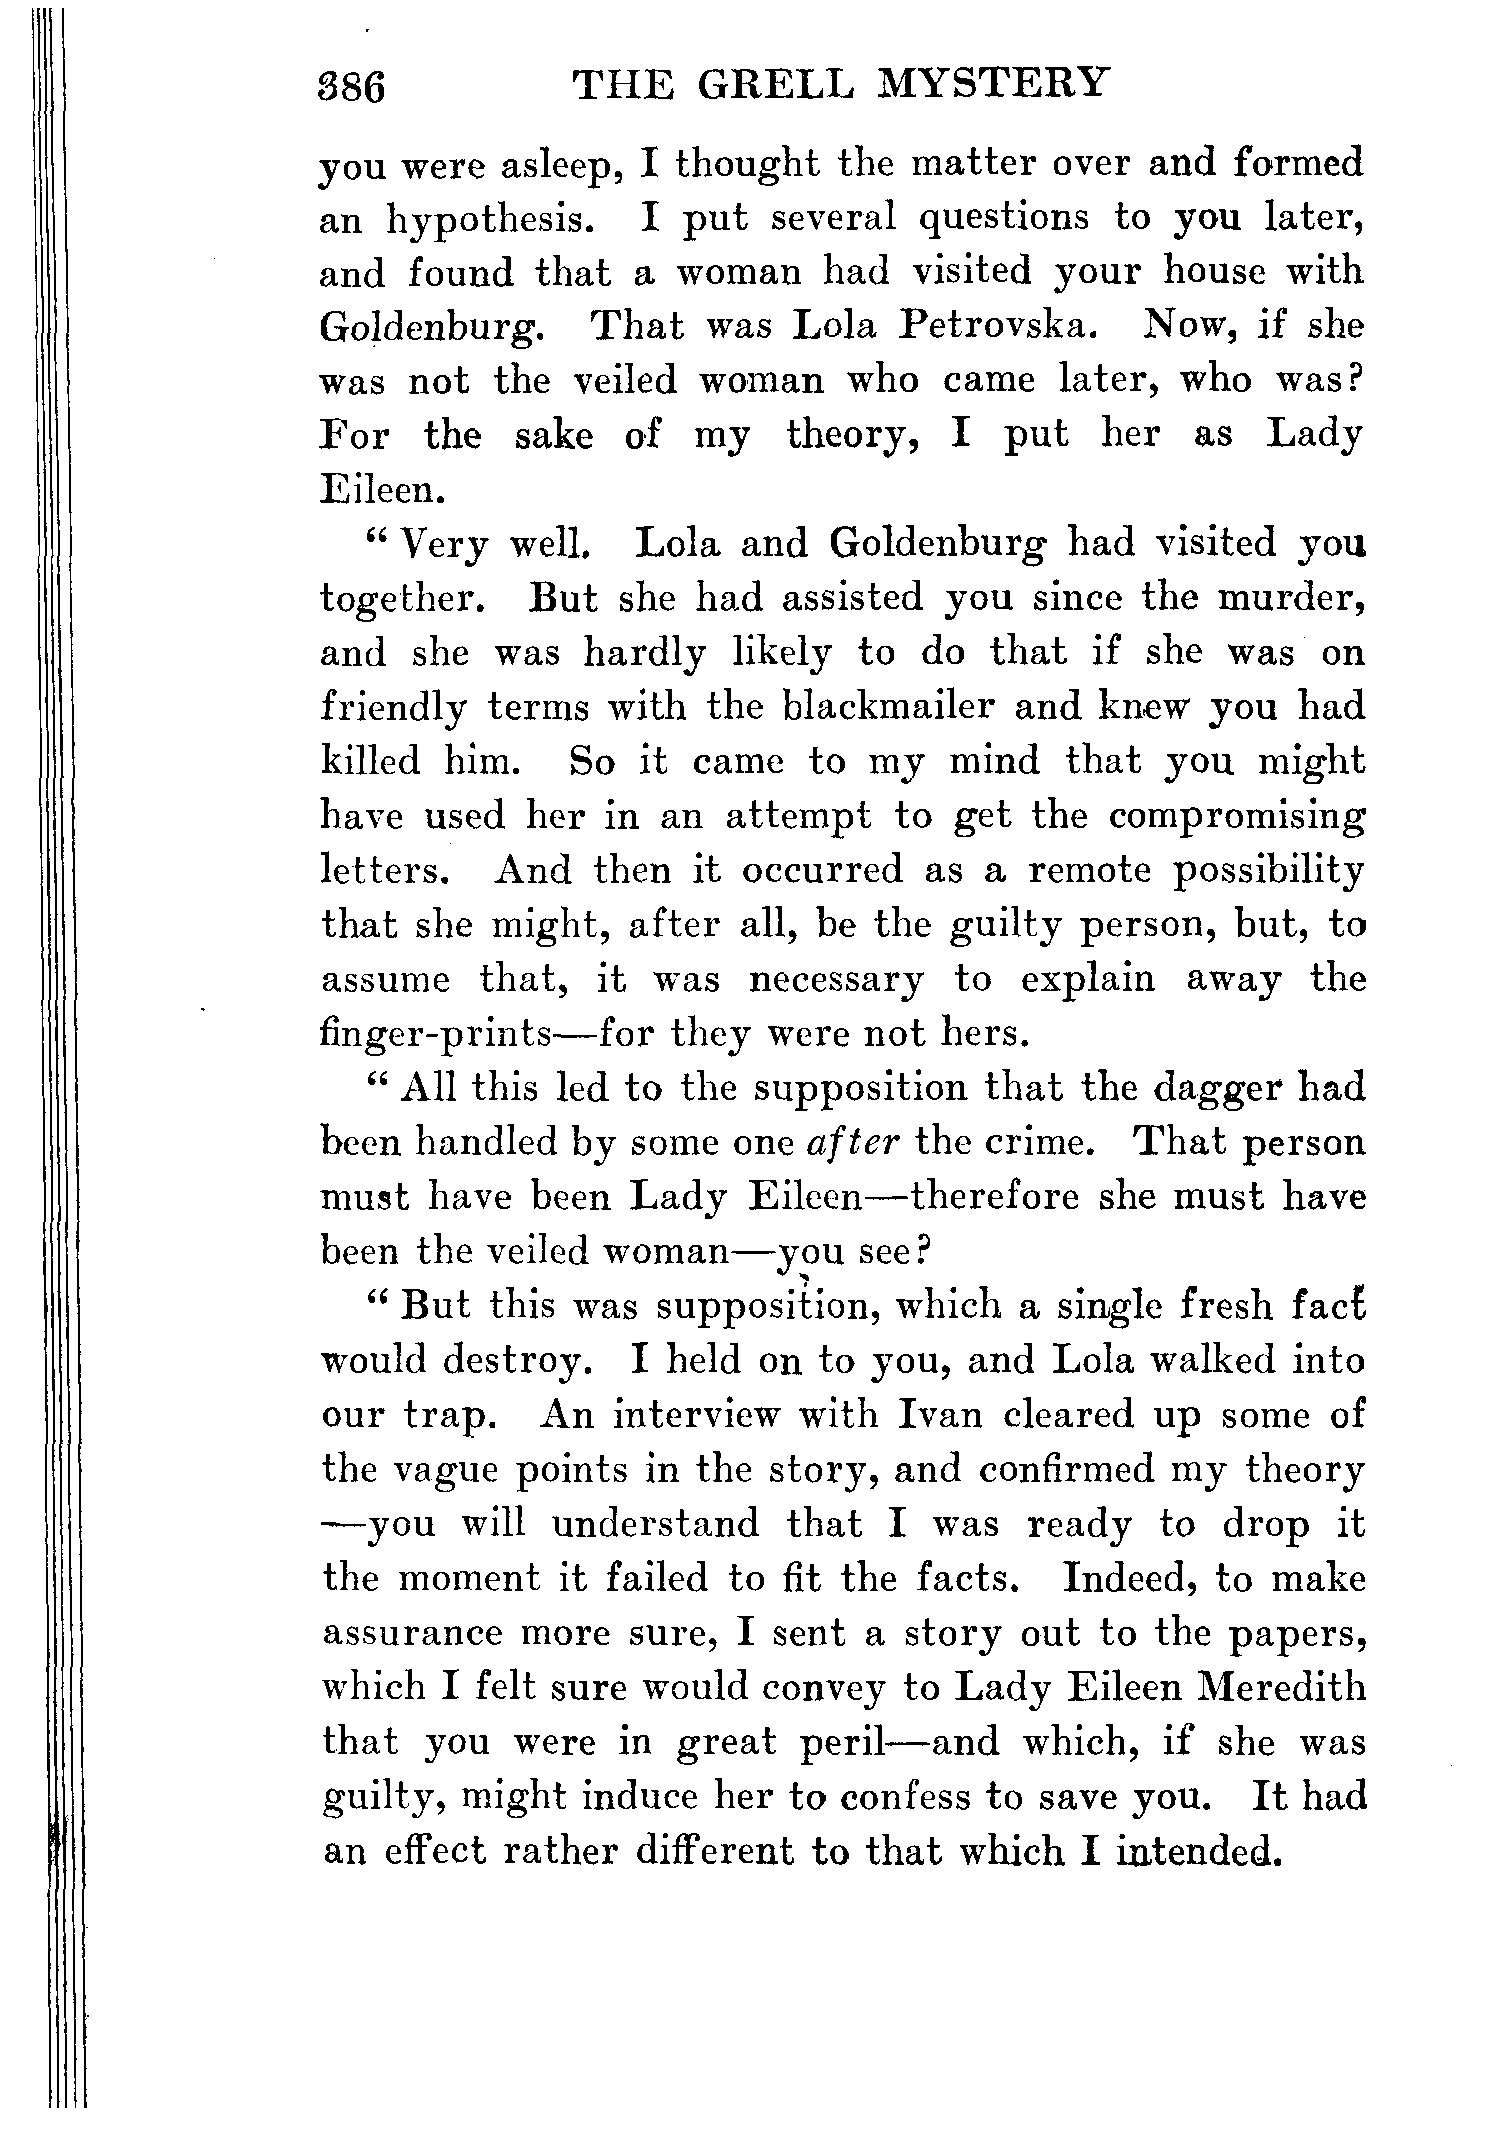 386 THE GRELL MYSTERY
you were asleep, I thought the matter over and formed
an hypothesis. I put several questions to you later,
and found that a woman had visited your house with
Goldenburg. That was Lola Petrovska. Now, if she
was not the veiled woman who came later, who was?
For the sake of my theory, I put her as Lady
Eileen.
“ Very well. Lola and Goldenburg had visited you
together. But she had assisted you since the murder,
and she was hardly likely to do that if she was on
friendly terms with the blackmailer and knew you had
killed him. So it came to my mind that you might
have used her in an attempt to get the compromising
letters. And then it occurred as a remote possibility
that she might, after all, be the guilty person, but, to
assume that, it was necessary to explain away the
finger-prints—for they were not hers.
“ All this led to the supposition that the dagger had
been handled by some one after the crime. That person
must have been Lady Eileen—therefore she must have
been the veiled woman—you see?
“ But this was supposition, which a single fresh fact
would destroy. I held on to you, and Lola walked into
our trap. An interview with Ivan cleared up some of
the vague points in the story, and confirmed my theory
—you will understand that I was ready to drop it
the moment it failed to fit the facts. Indeed, to make
assurance more sure, I sent a story out to the papers,
which I felt sure would convey to Lady Eileen Meredith
that you were in great peril—and which, if she was
guilty, might induce her to confess to save you. It had
an effect rather different to that which I intended.